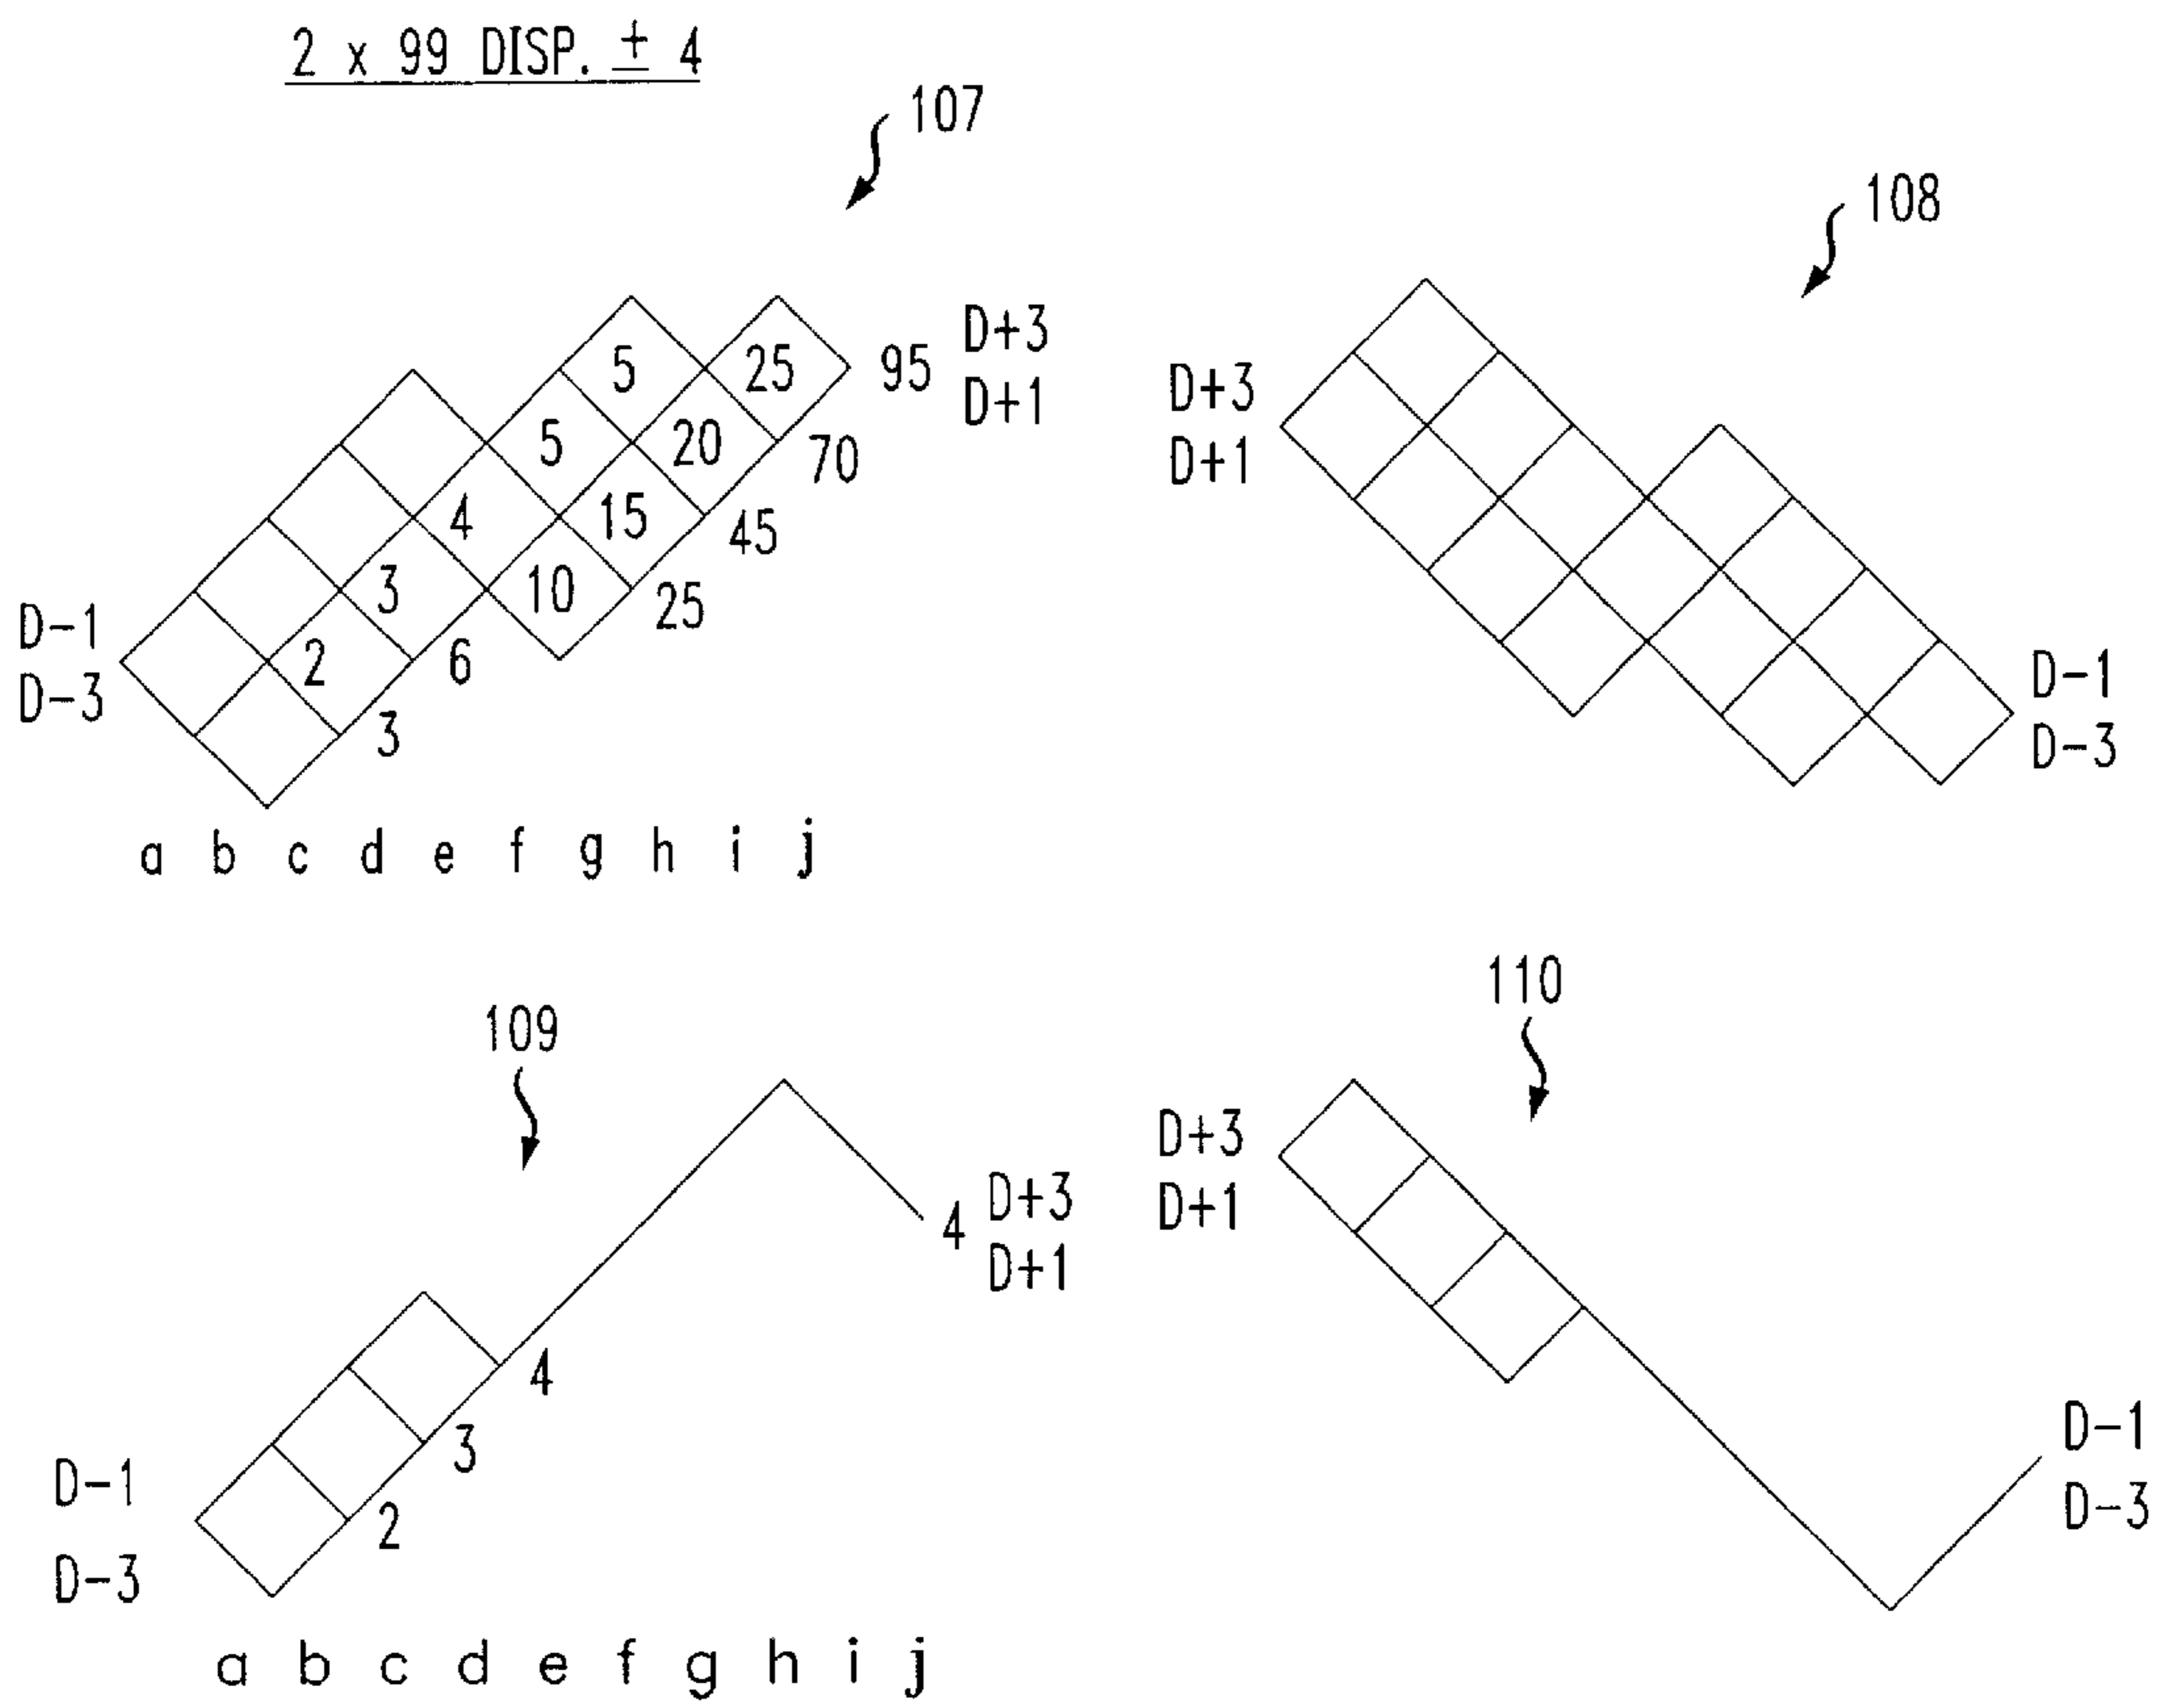 2 x 99 DISP. ± 4
107
108
5
25
95
D+3
D+1
5
20
70
4
15
45
3
10
25
2
6
3
D-1
D-3
a b c d e f g h i j
D+3
D+1
D-1
D-3
109
110
4
D+3
D+1
4
3
2
D-1
D-3
a b c d e f g h i j
D+3
D+1
D-1
D-3